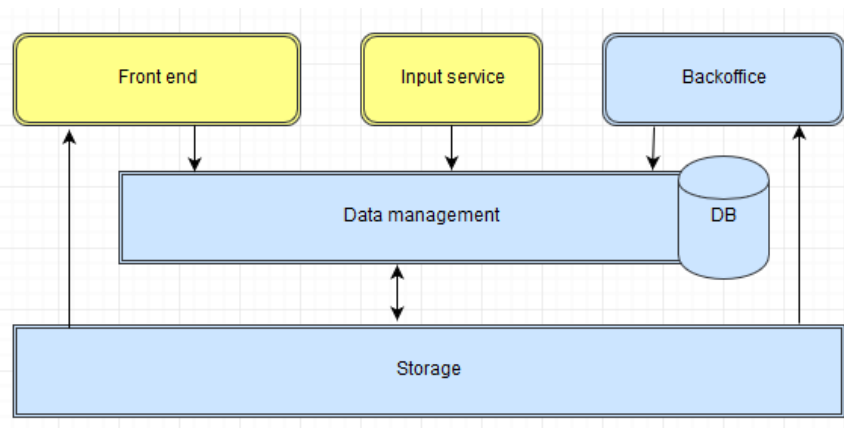 Front end
Input service
Backoffice
Data management
DB
Storage